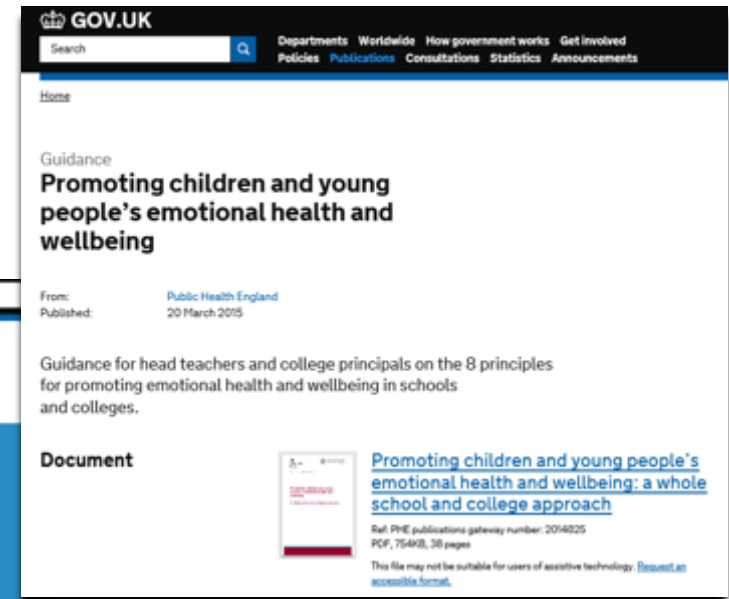 GOV.UK
Search
Departments Worldwide How government works Get involved
Policies Publications Consultations Statistics Announcements
Home
Guidance
Promoting children and young
people's emotional health and
wellbeing
From: Public Health England
Published: 20 March 2015
Guidance for head teachers and college principals on the 8 principles
for promoting emotional health and wellbeing in schools
and colleges.
Document
Promoting children and young people's
emotional health and wellbeing: a whole
school and college approach
Ref: PHE publications gateway number: 2014825
PDF, 754KB, 38 pages
This file may not be suitable for users of assistive technology. Request an
accessible format.